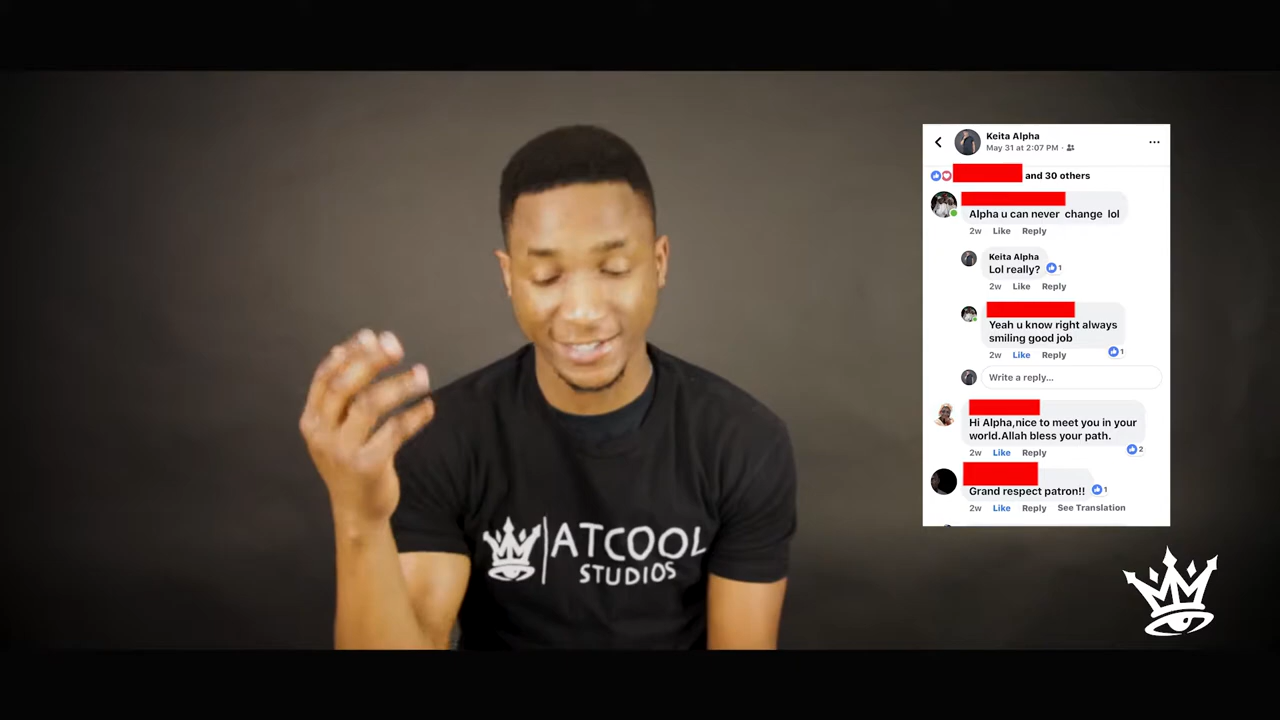 ATCOOL
STUDIOS
Keita Alpha
May 31 at 2:07 PM ·
and 30 others
Alpha u can never change lol
2w Like Reply
Keita Alpha
Lol really? 1
2w Like Reply
Yeah u know right always
smiling good job
2w Like Reply 1
Write a reply...
Hi Alpha,nice to meet you in your
world.Allah bless your path.
2w Like Reply 2
Grand respect patron!! 1
2w Like Reply See Translation